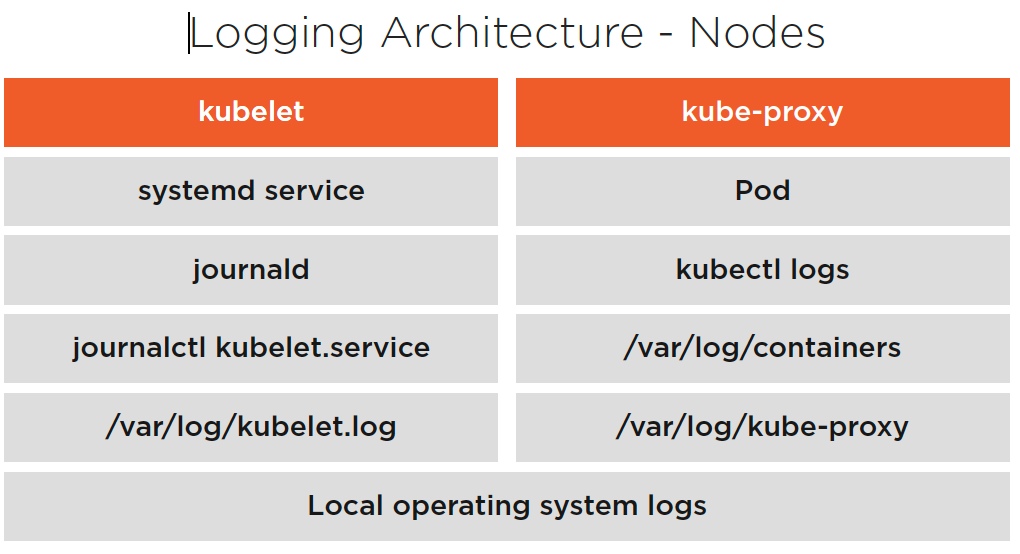 Logging Architecture - Nodes
kubelet
kube-proxy
systemd service
Pod
journald
kubectl logs
journalctl kubelet.service
/var/log/containers
/var/log/kubelet.log
/var/log/kube-proxy
Local operating system logs